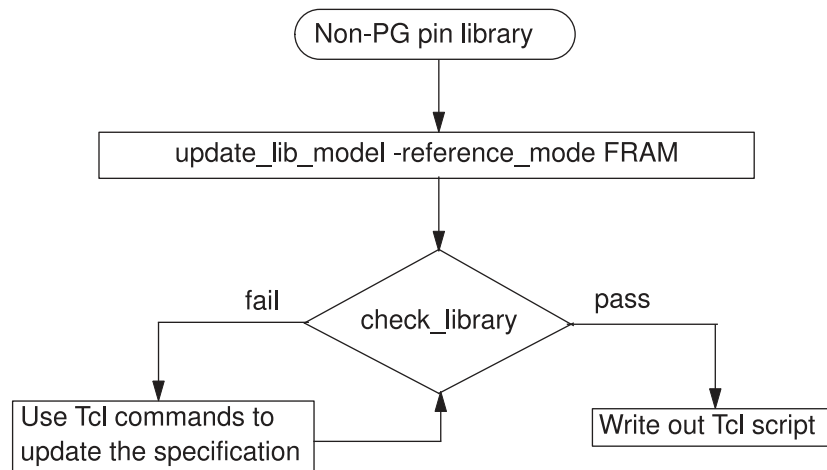 Non-PG pin library
update_lib_model -reference_mode FRAM
fail
pass
check_library
Use Tcl commands to
update the specification
Write out Tcl script